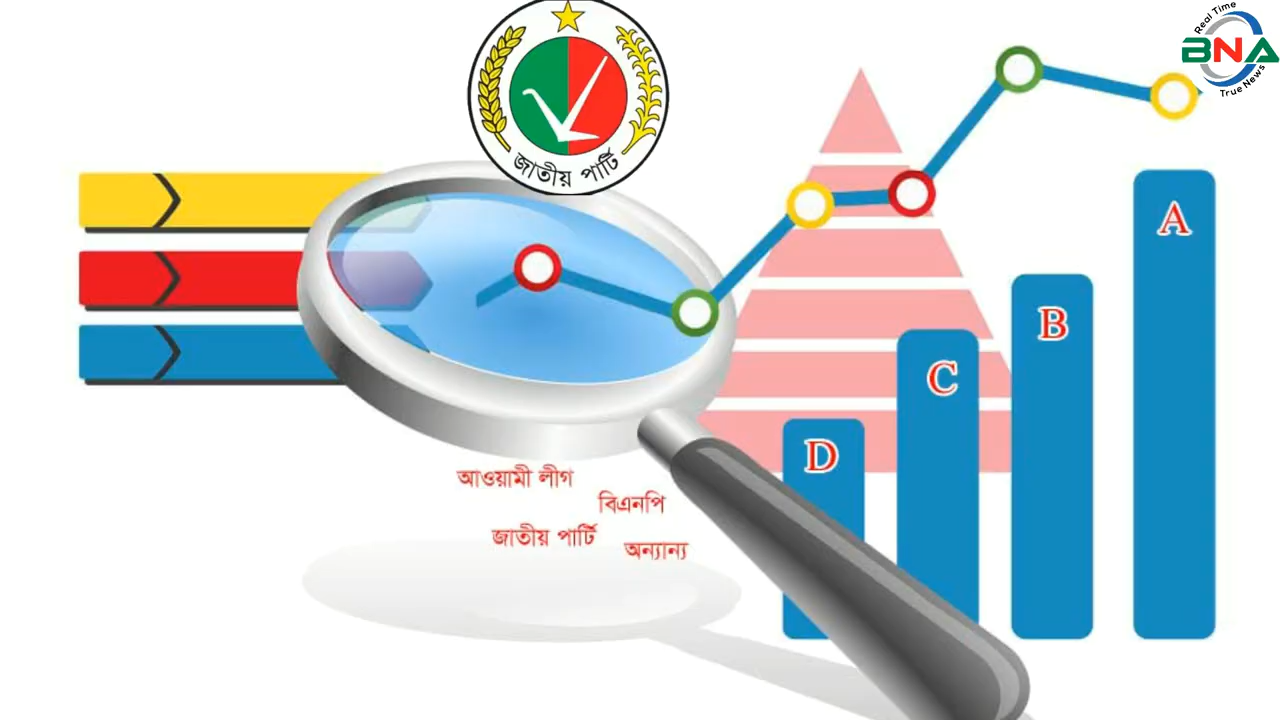 জাতীয় পার্টি
Real Time
BNA
True News
A
B
C
D
আওয়ামী লীগ
বিএনপি
জাতীয় পার্টি
অন্যান্য